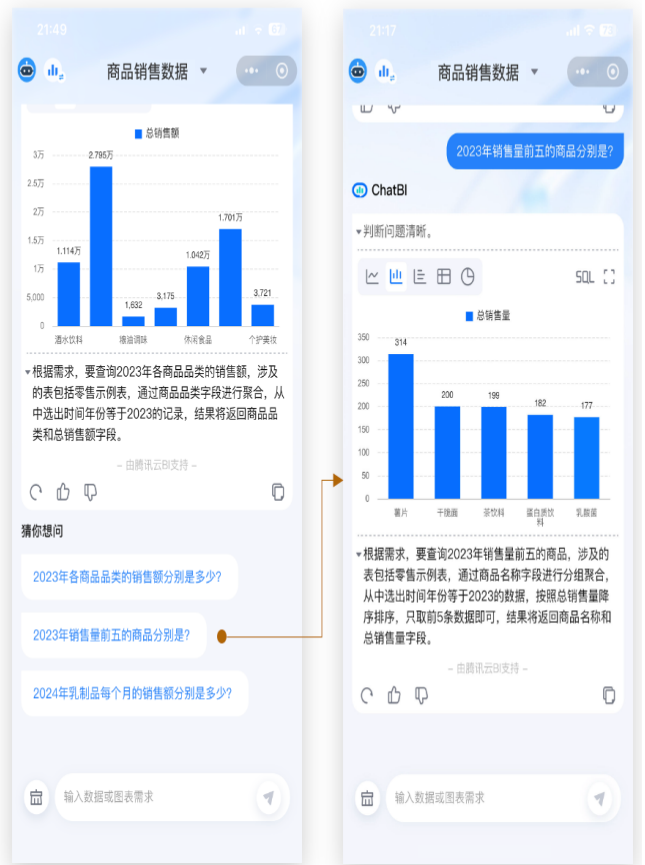 21:49
商品销售数据
总销售额
3万
2.5万
2万
1.5万
1万
5,000
0
1.114万
2.795万
1,632
3,175
1.042万
1.701万
3,721
酒水饮料
粮油调味
休闲食品
个护美妆
根据需求，要查询2023年各商品品类的销售额，涉及
的表包括零售示例表，通过商品品类字段进行聚合，从
中选出时间年份等于2023的记录，结果将返回商品品
类和总销售额字段。
– 由腾讯云BI支持 –
猜你想问
2023年各商品品类的销售额分别是多少?
2023年销售量前五的商品分别是?
2024年乳制品每个月的销售额分别是多少?
输入数据或图表需求
21:17
商品销售数据
2023年销售量前五的商品分别是?
ChatBI
判断问题清晰。
SQL
总销售量
350
300
250
200
150
100
50
0
314
200
199
182
177
薯片
干脆面
茶饮料
蛋白质饮
料
乳酸菌
根据需求，要查询2023年销售量前五的商品，涉及的
表包括零售示例表，通过商品名称字段进行分组聚合，
从中选出时间年份等于2023的数据，按照总销售量降
序排序，只取前5条数据即可，结果将返回商品名称和
总销售量字段。
– 由腾讯云BI支持 –
输入数据或图表需求